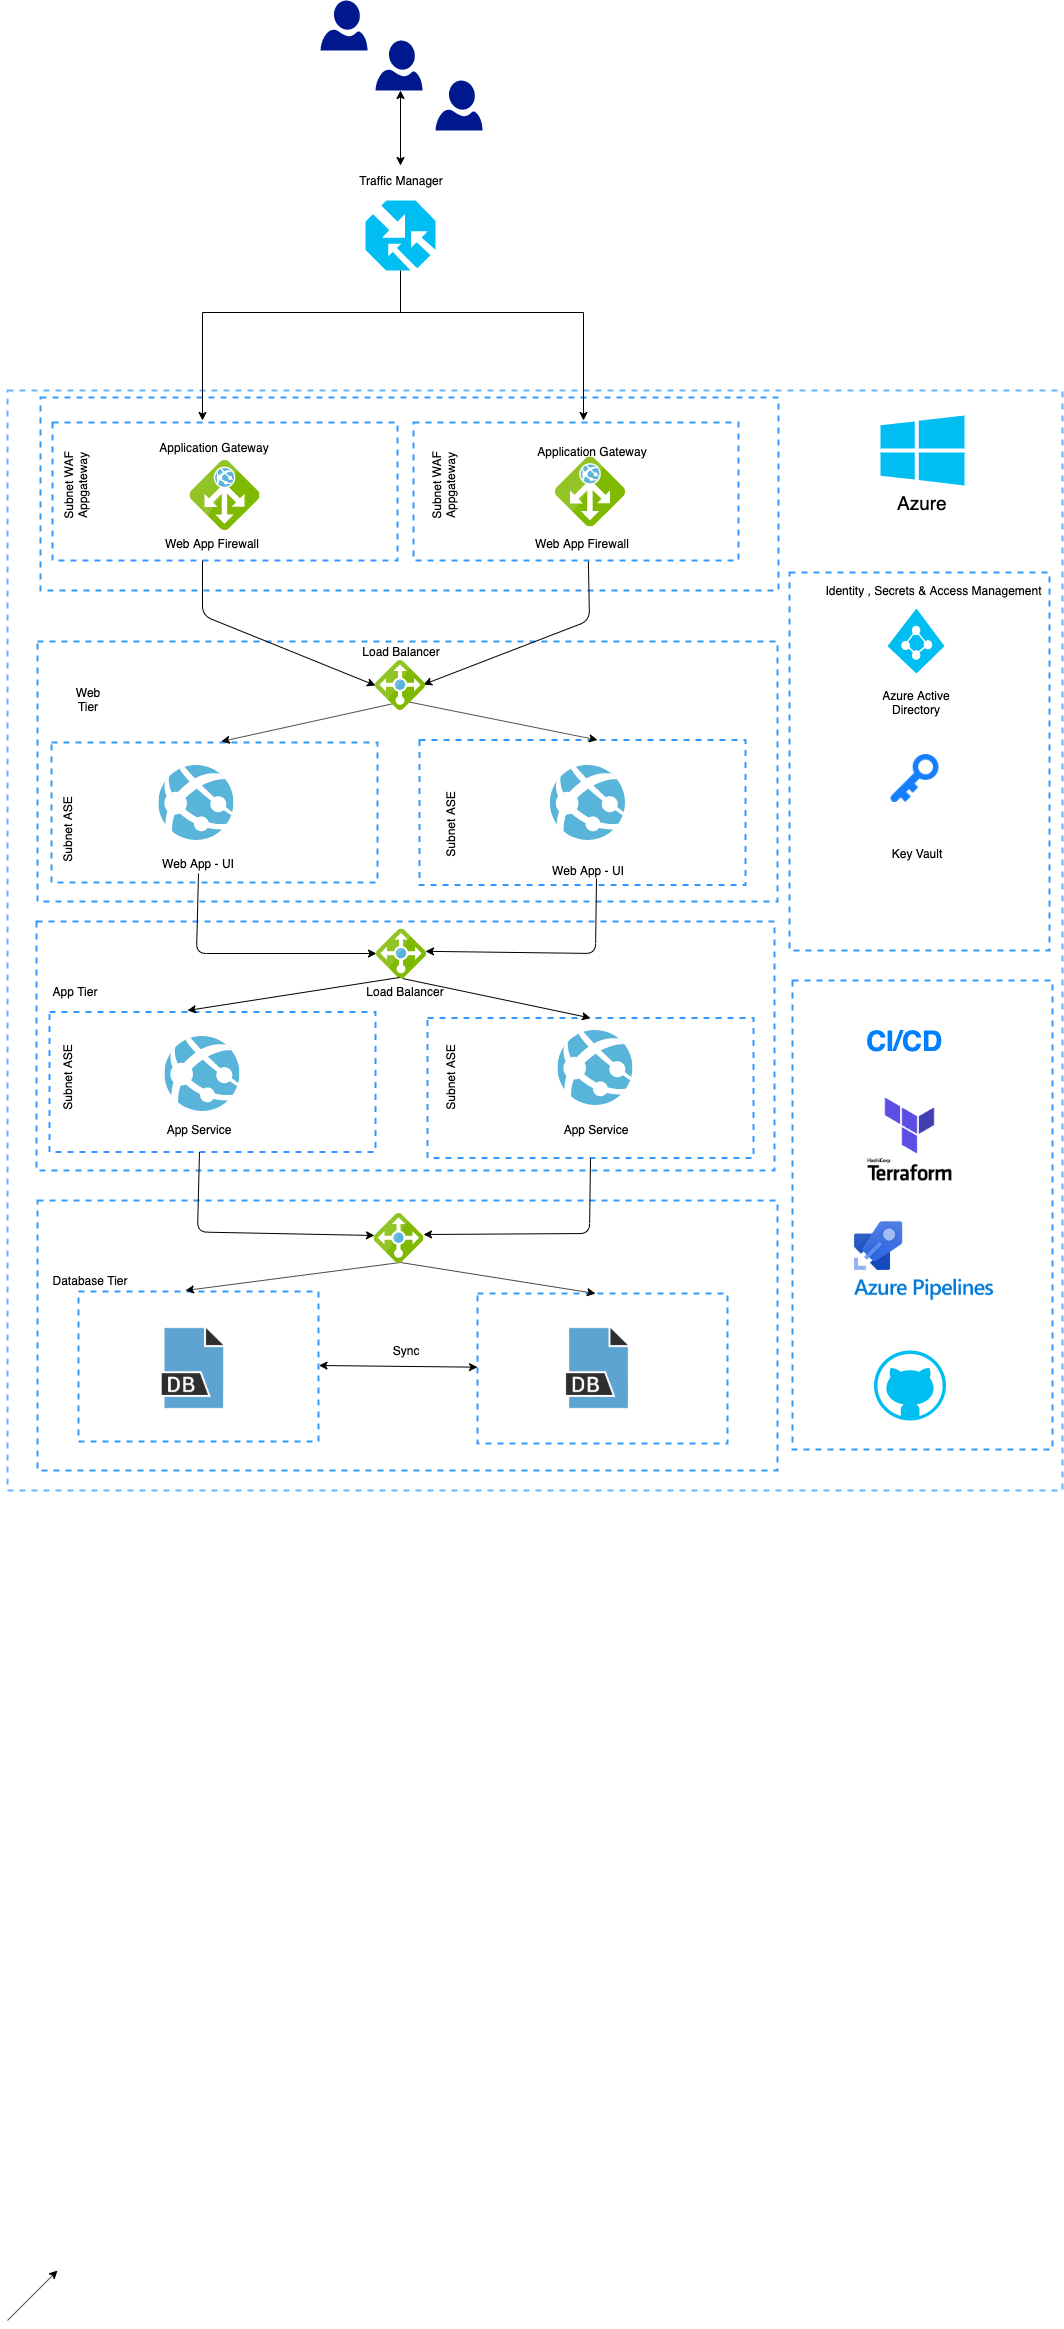 Traffic Manager
Application Gateway
Subnet WAF
Appgateway
Web App Firewall
Application Gateway
Subnet WAF
Appgateway
Web App Firewall
Azure
Identity , Secrets & Access Management
Azure Active
Directory
Key Vault
Load Balancer
Web
Tier
Subnet ASE
Web App - UI
Subnet ASE
Web App - UI
App Tier
Load Balancer
Subnet ASE
App Service
Subnet ASE
App Service
CI/CD
HashiCorp
Terraform
Azure Pipelines
Database Tier
DB
Sync
DB